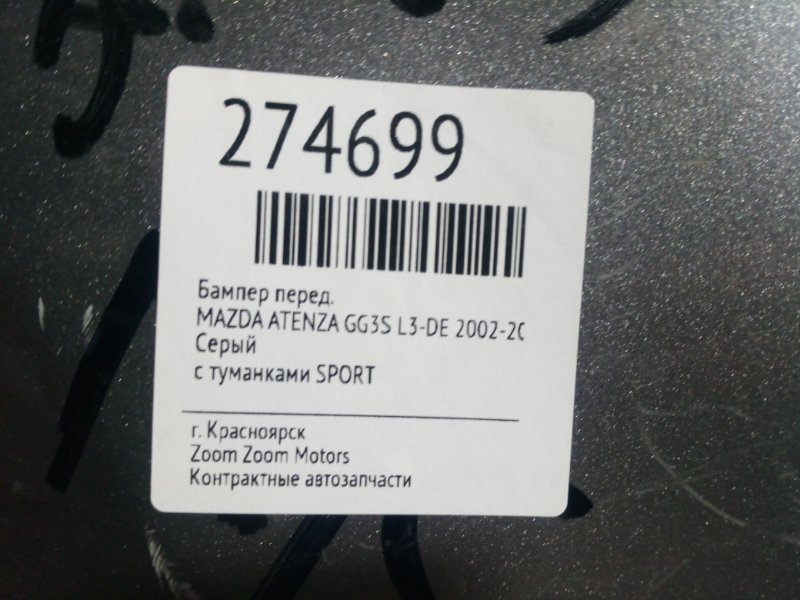 274699
Бампер перед.
MAZDA ATENZA GG3S L3-DE 2002-20
Серый
с туманками SPORT
г. Красноярск
Zoom Zoom Motors
Контрактные автозапчасти